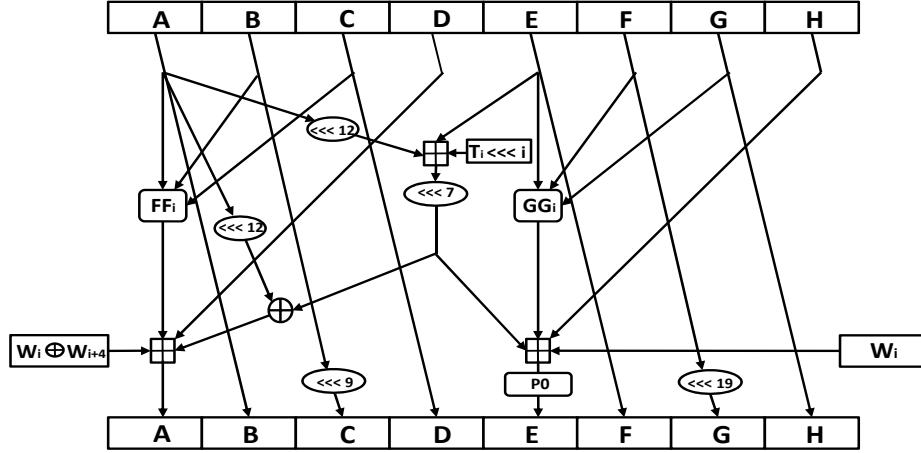 A B C D E F G H
<<< 12
Tᵢ <<< i
<<< 7
FFᵢ
GGᵢ
<<< 12
Wᵢ ⊕ Wᵢ₊₄
Wᵢ
<<< 9
P0
<<< 19
A B C D E F G H